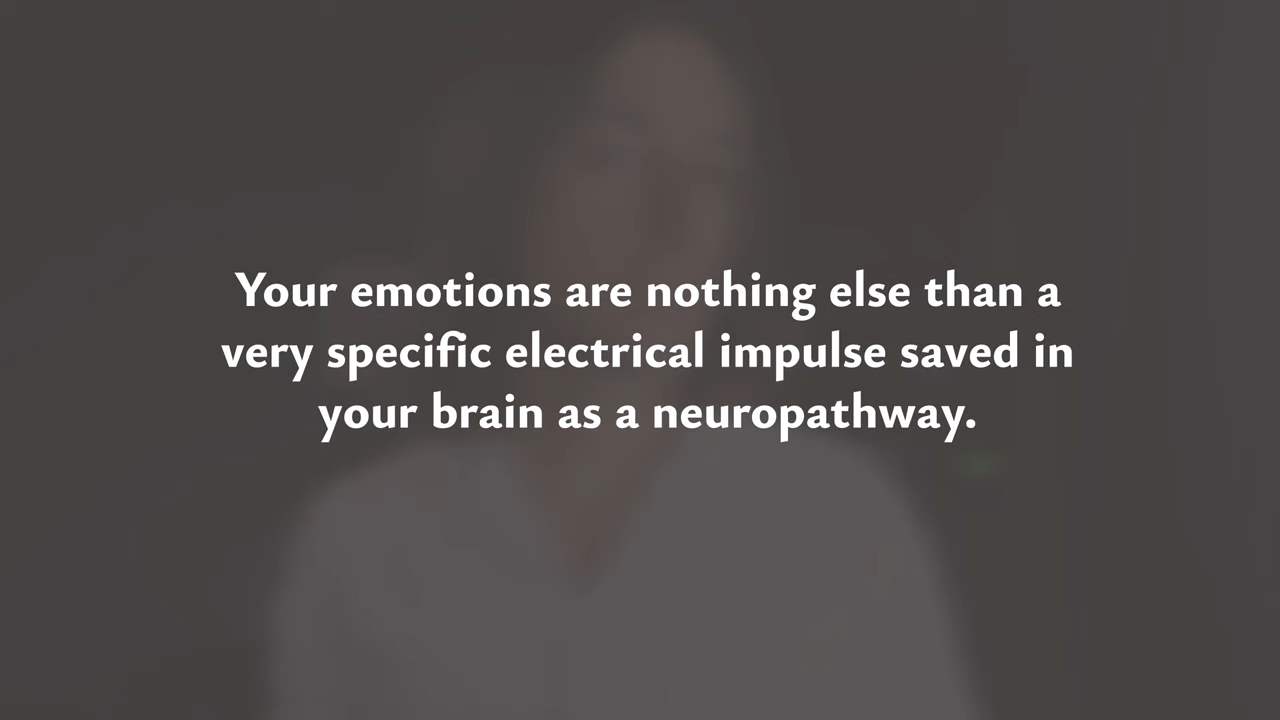 Your emotions are nothing else than a
very specific electrical impulse saved in
your brain as a neuropathway.